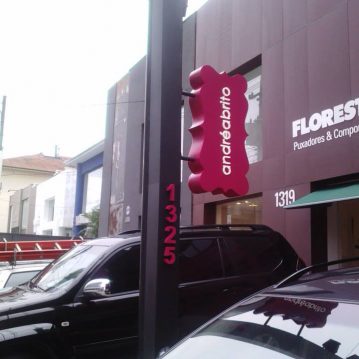 andréabrito
1325
FLOREST
Puxadores & Compo
1319